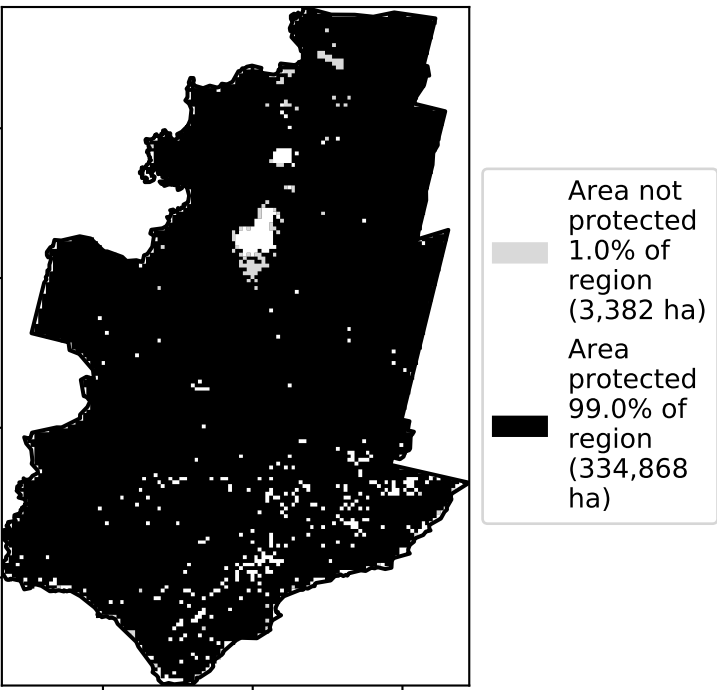 Area not
protected
1.0% of
region
(3,382 ha)
Area
protected
99.0% of
region
(334,868
ha)